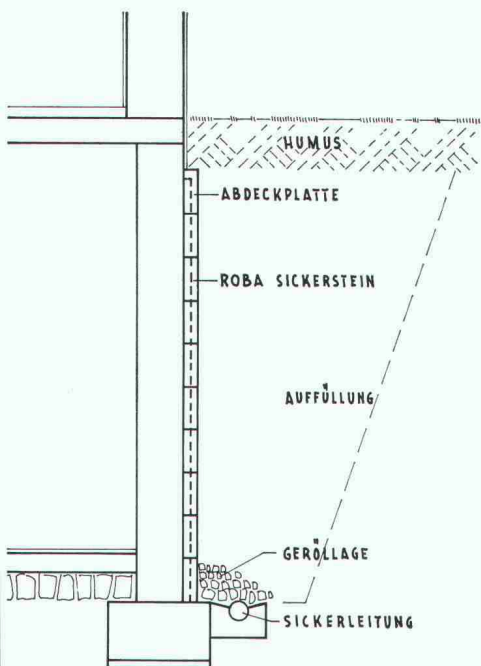 HUMUS
ABDECKPLATTE
ROBA SICKERSTEIN
AUFFÜLLUNG
GERÖLLAGE
SICKERLEITUNG